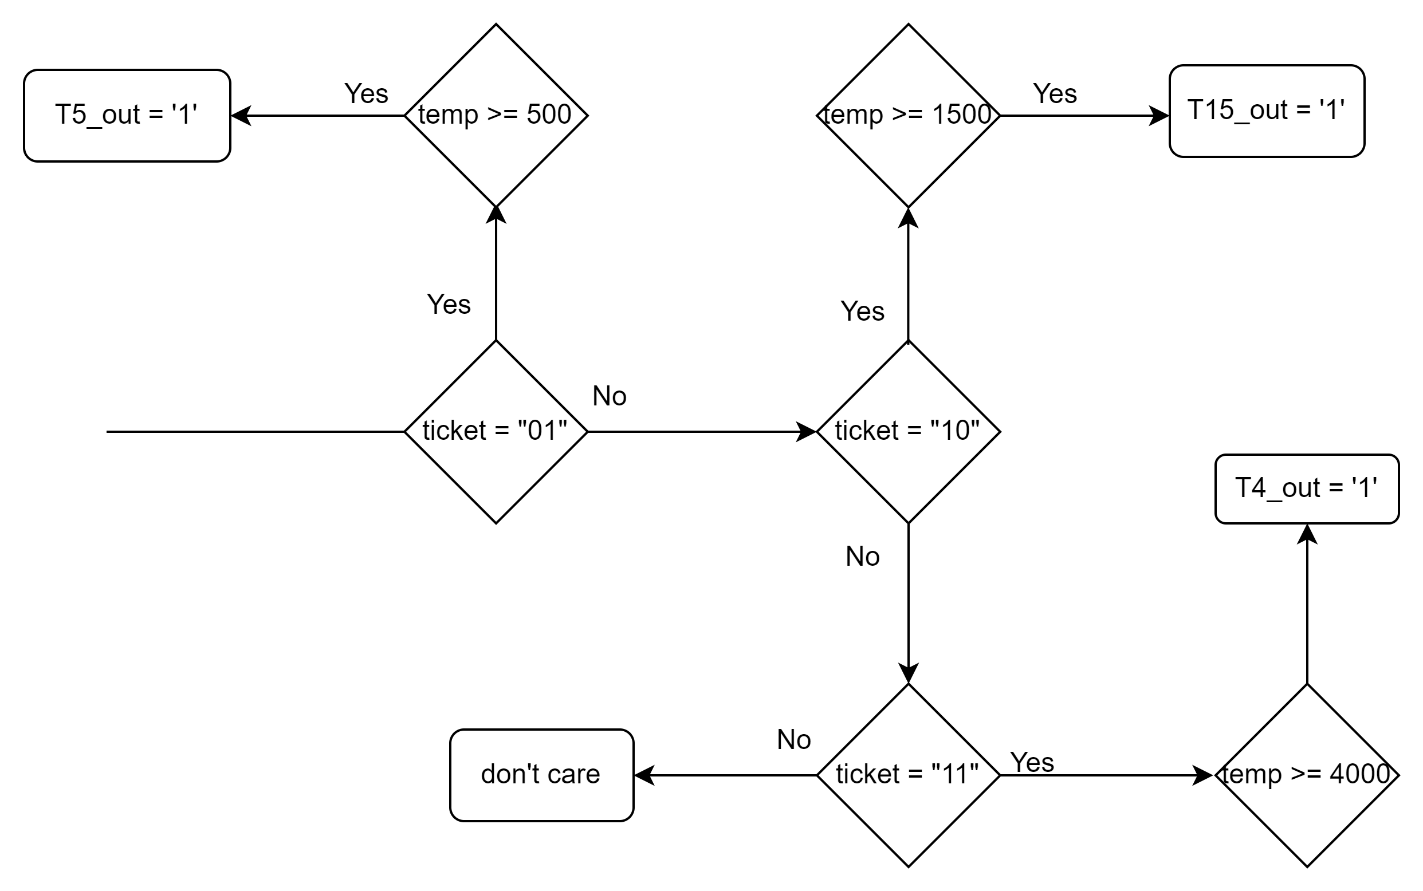 Yes
T5_out = '1'
temp >= 500
temp >= 1500
Yes
T15_out = '1'
Yes
Yes
No
ticket = "01"
ticket = "10"
T4_out = '1'
No
No
don't care
ticket = "11"
Yes
temp >= 4000